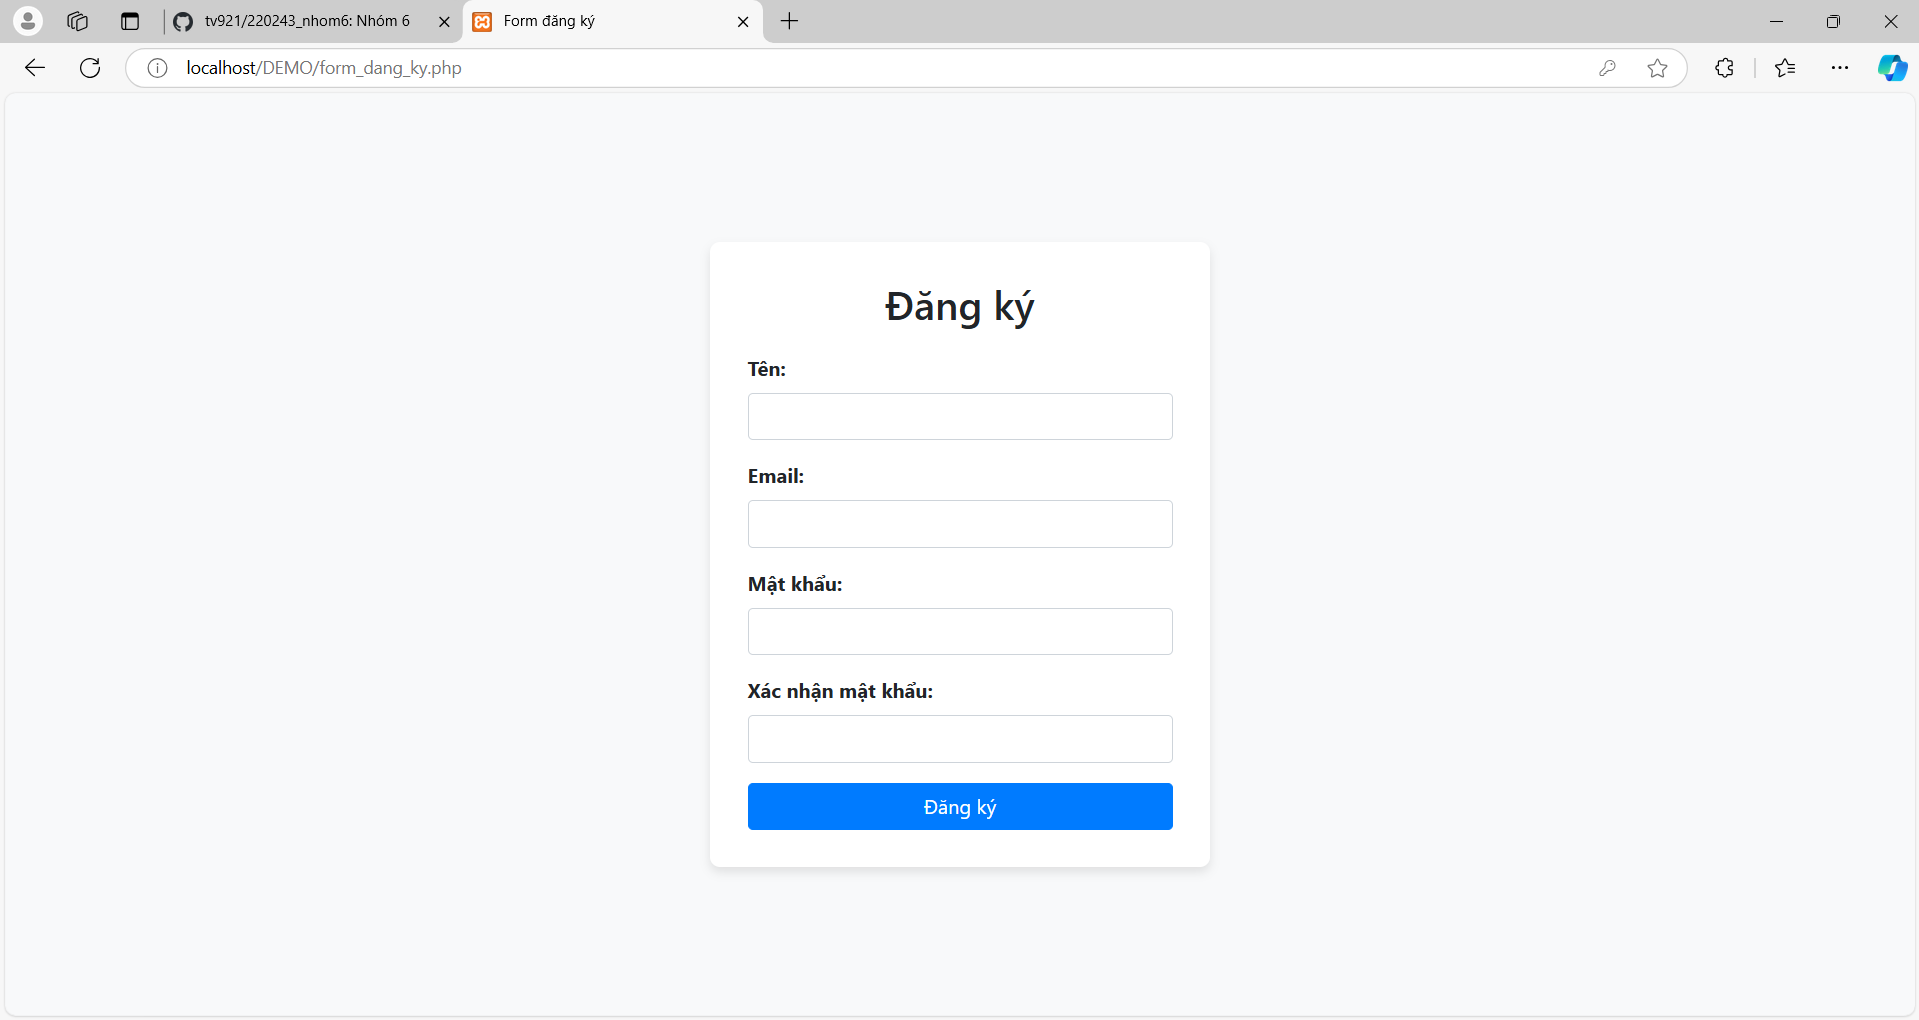 tv921/220243_nhom6: Nhóm 6
Form đăng ký
localhost/DEMO/form_dang_ky.php
Đăng ký
Tên:
Email:
Mật khẩu:
Xác nhận mật khẩu:
Đăng ký